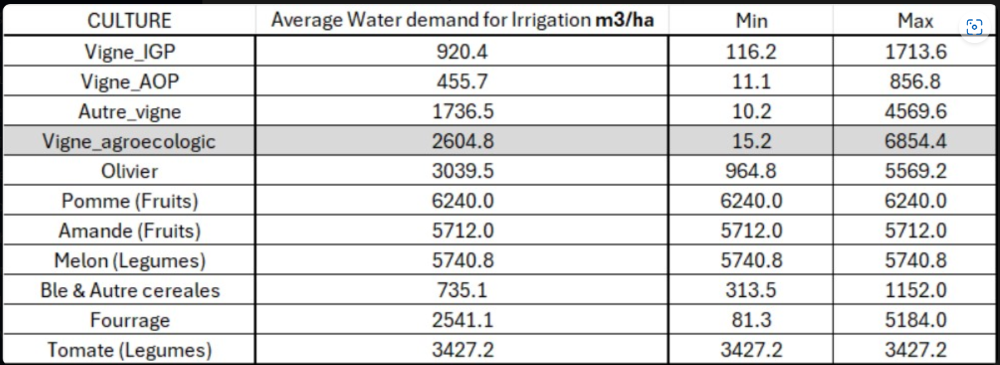 CULTURE Average Water demand for Irrigation m3/ha Min Max
Vigne_IGP 920.4 116.2 1713.6
Vigne_AOP 455.7 11.1 856.8
Autre_vigne 1736.5 10.2 4569.6
Vigne_agroecologic 2604.8 15.2 6854.4
Olivier 3039.5 964.8 5569.2
Pomme (Fruits) 6240.0 6240.0 6240.0
Amande (Fruits) 5712.0 5712.0 5712.0
Melon (Legumes) 5740.8 5740.8 5740.8
Ble & Autre cereales 735.1 313.5 1152.0
Fourrage 2541.1 81.3 5184.0
Tomate (Legumes) 3427.2 3427.2 3427.2